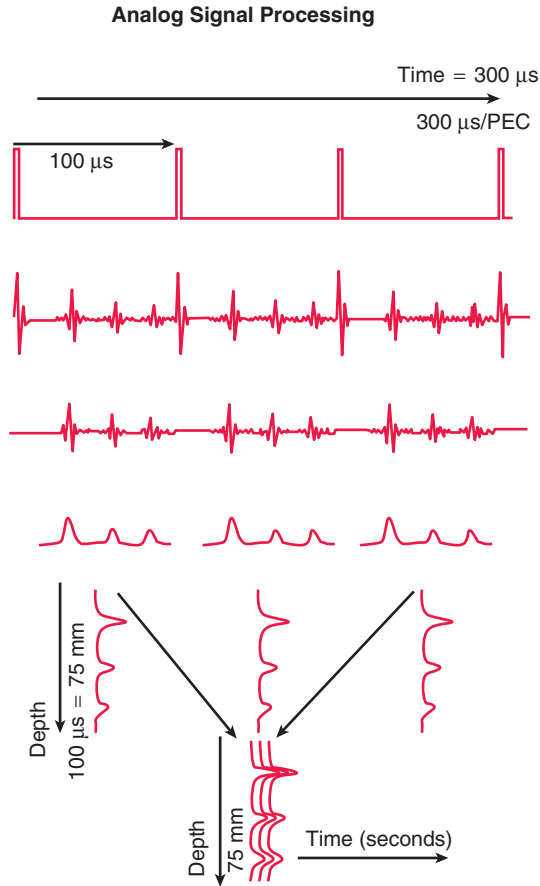 Analog Signal Processing
Time = 300 μs
300 μs/PEC
100 μs
Depth
100 μs = 75 mm
Depth
75 mm
Time (seconds)